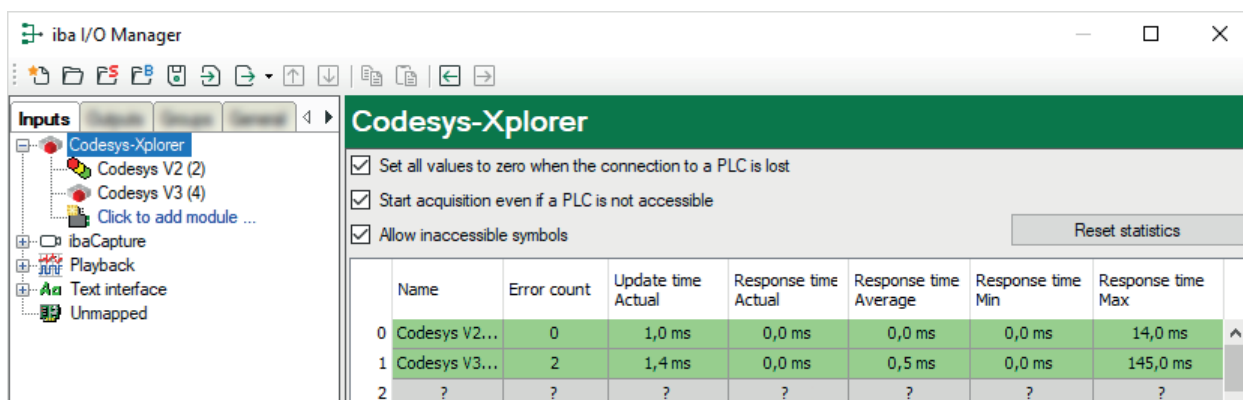 iba I/O Manager
Inputs
Codesys-Xplorer
Codesys V2 (2)
Codesys V3 (4)
Click to add module ...
ibaCapture
Playback
Text interface
Unmapped
Codesys-Xplorer
Set all values to zero when the connection to a PLC is lost
Start acquisition even if a PLC is not accessible
Allow inaccessible symbols
Reset statistics
Name Error count Update time Actual Response time Actual Response time Average Response time Min Response time Max
0 Codesys V2... 0 1,0 ms 0,0 ms 0,0 ms 0,0 ms 14,0 ms
1 Codesys V3... 2 1,4 ms 0,0 ms 0,5 ms 0,0 ms 145,0 ms
2 ? ? ? ? ? ? ?